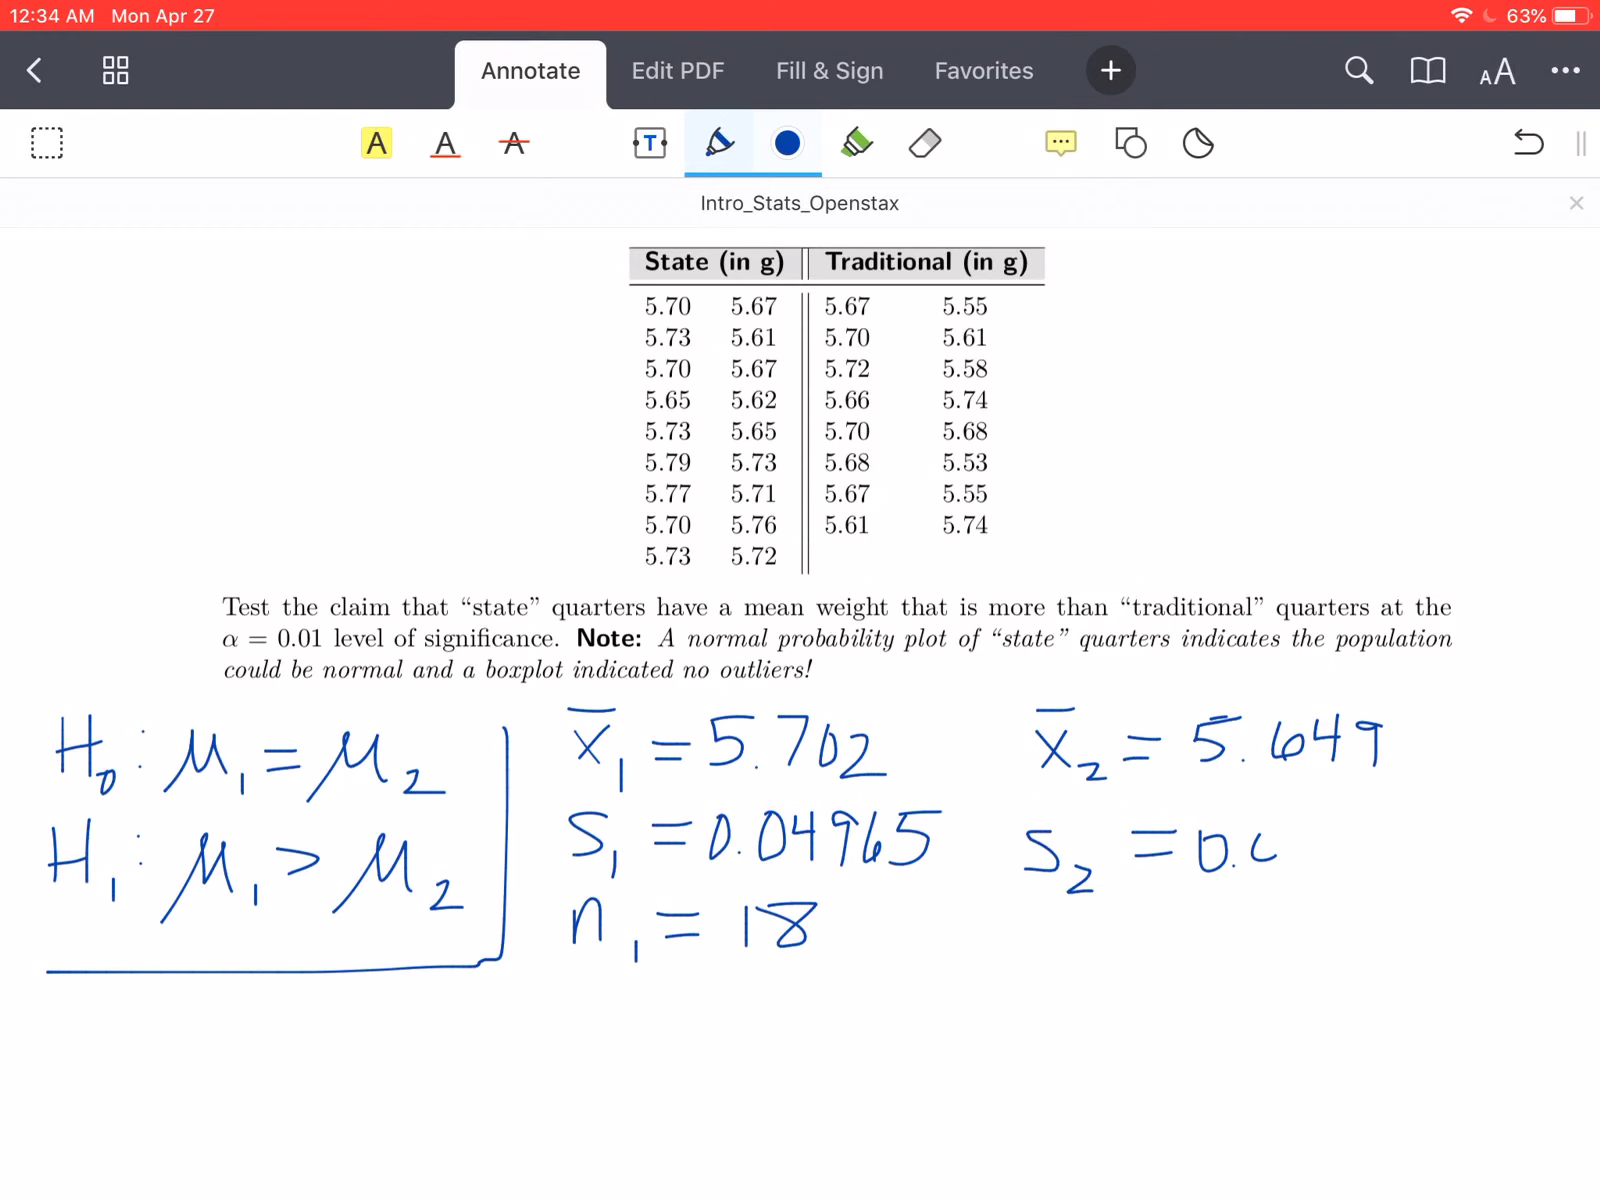 12:34 AM Mon Apr 27 63%
Annotate Edit PDF Fill & Sign Favorites + AA
A A A T
Intro_Stats_Openstax
State (in g) Traditional (in g)
5.70 5.67 5.67 5.55
5.73 5.61 5.70 5.61
5.70 5.67 5.72 5.58
5.65 5.62 5.66 5.74
5.73 5.65 5.70 5.68
5.79 5.73 5.68 5.53
5.77 5.71 5.67 5.55
5.70 5.76 5.61 5.74
5.73 5.72
Test the claim that “state” quarters have a mean weight that is more than “traditional” quarters at the
α = 0.01 level of significance. Note: A normal probability plot of “state” quarters indicates the population
could be normal and a boxplot indicated no outliers!
H₀: μ₁ = μ₂
H₁: μ₁ > μ₂
x̄₁ = 5.702
s₁ = 0.04965
n₁ = 18
x̄₂ = 5.649
s₂ = 0.0